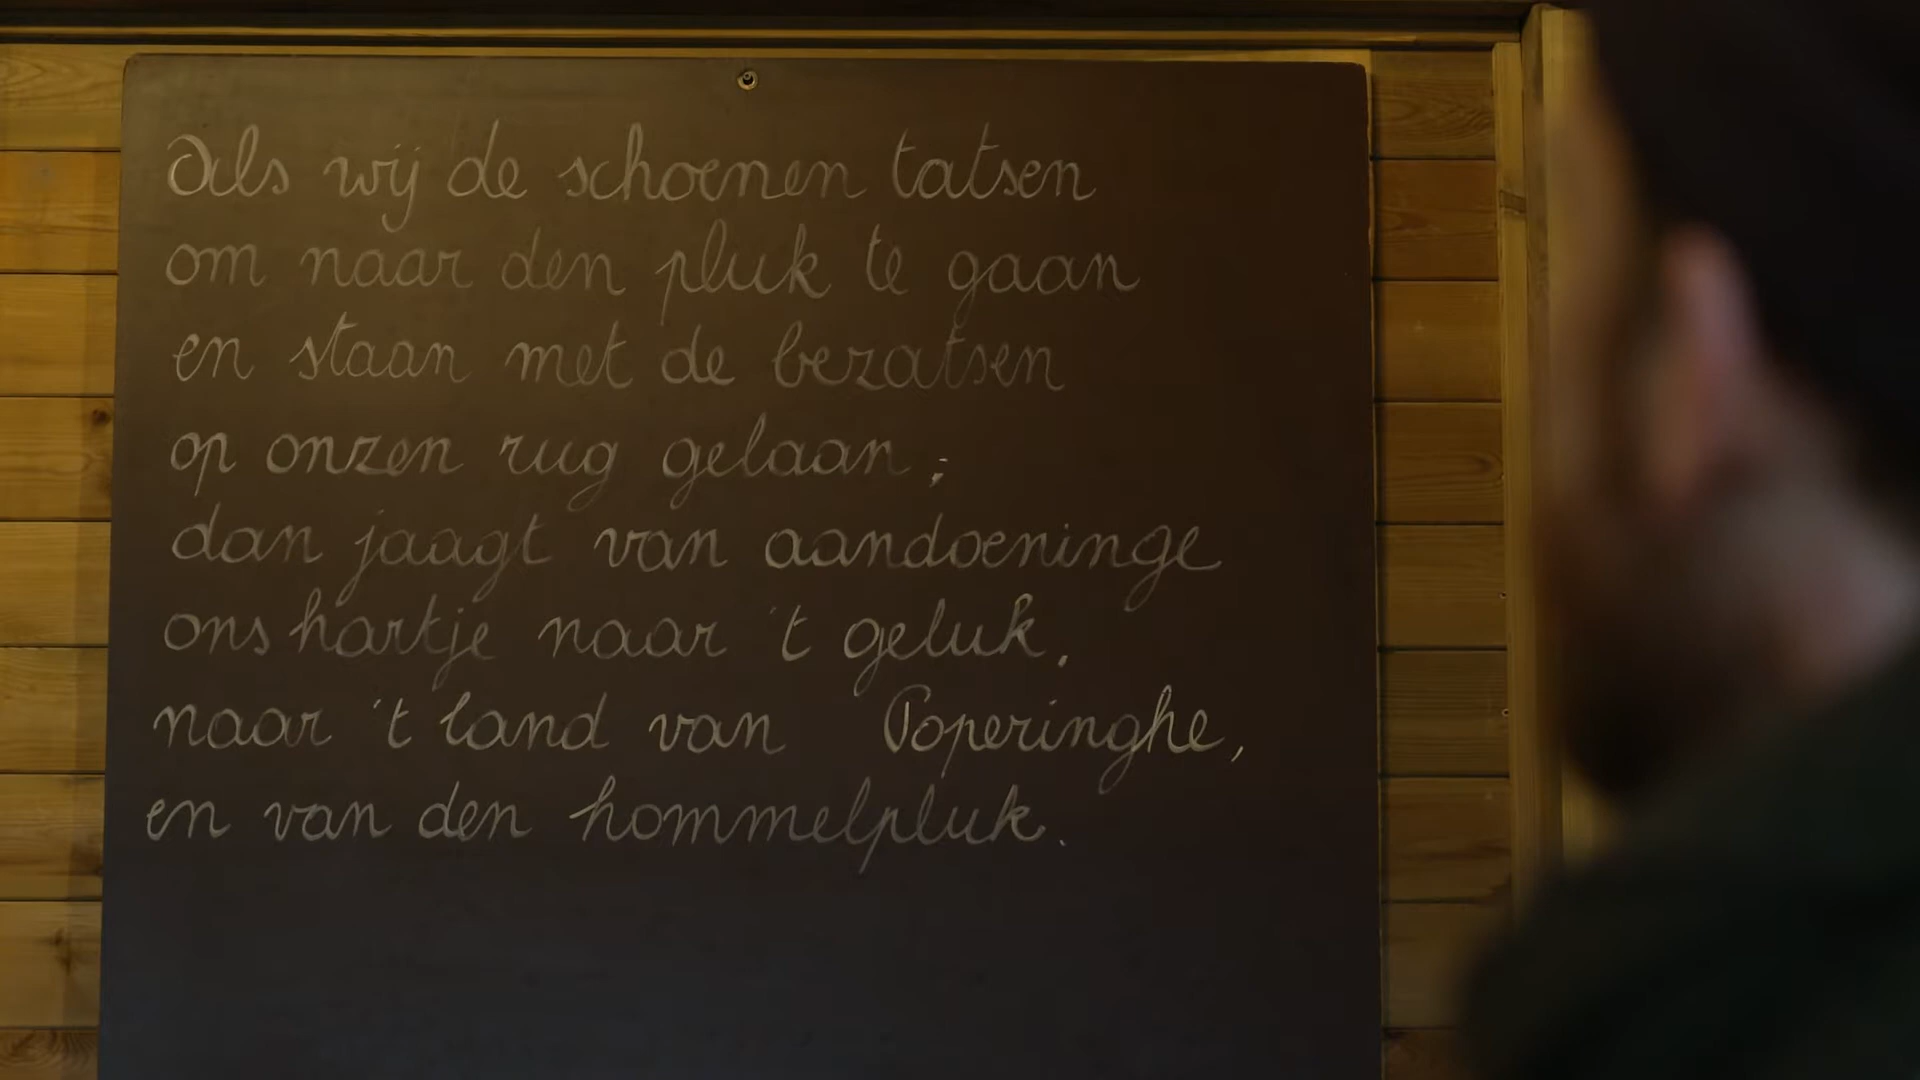 Als wij de schoenen tatsen
om naar den pluk te gaan
en staan met de bezatsen
op onzen rug gelaan;
dan jaagt van aandoeninge
ons hartje naar 't geluk,
naar 't land van Poperinghe,
en van den hommelpluk.